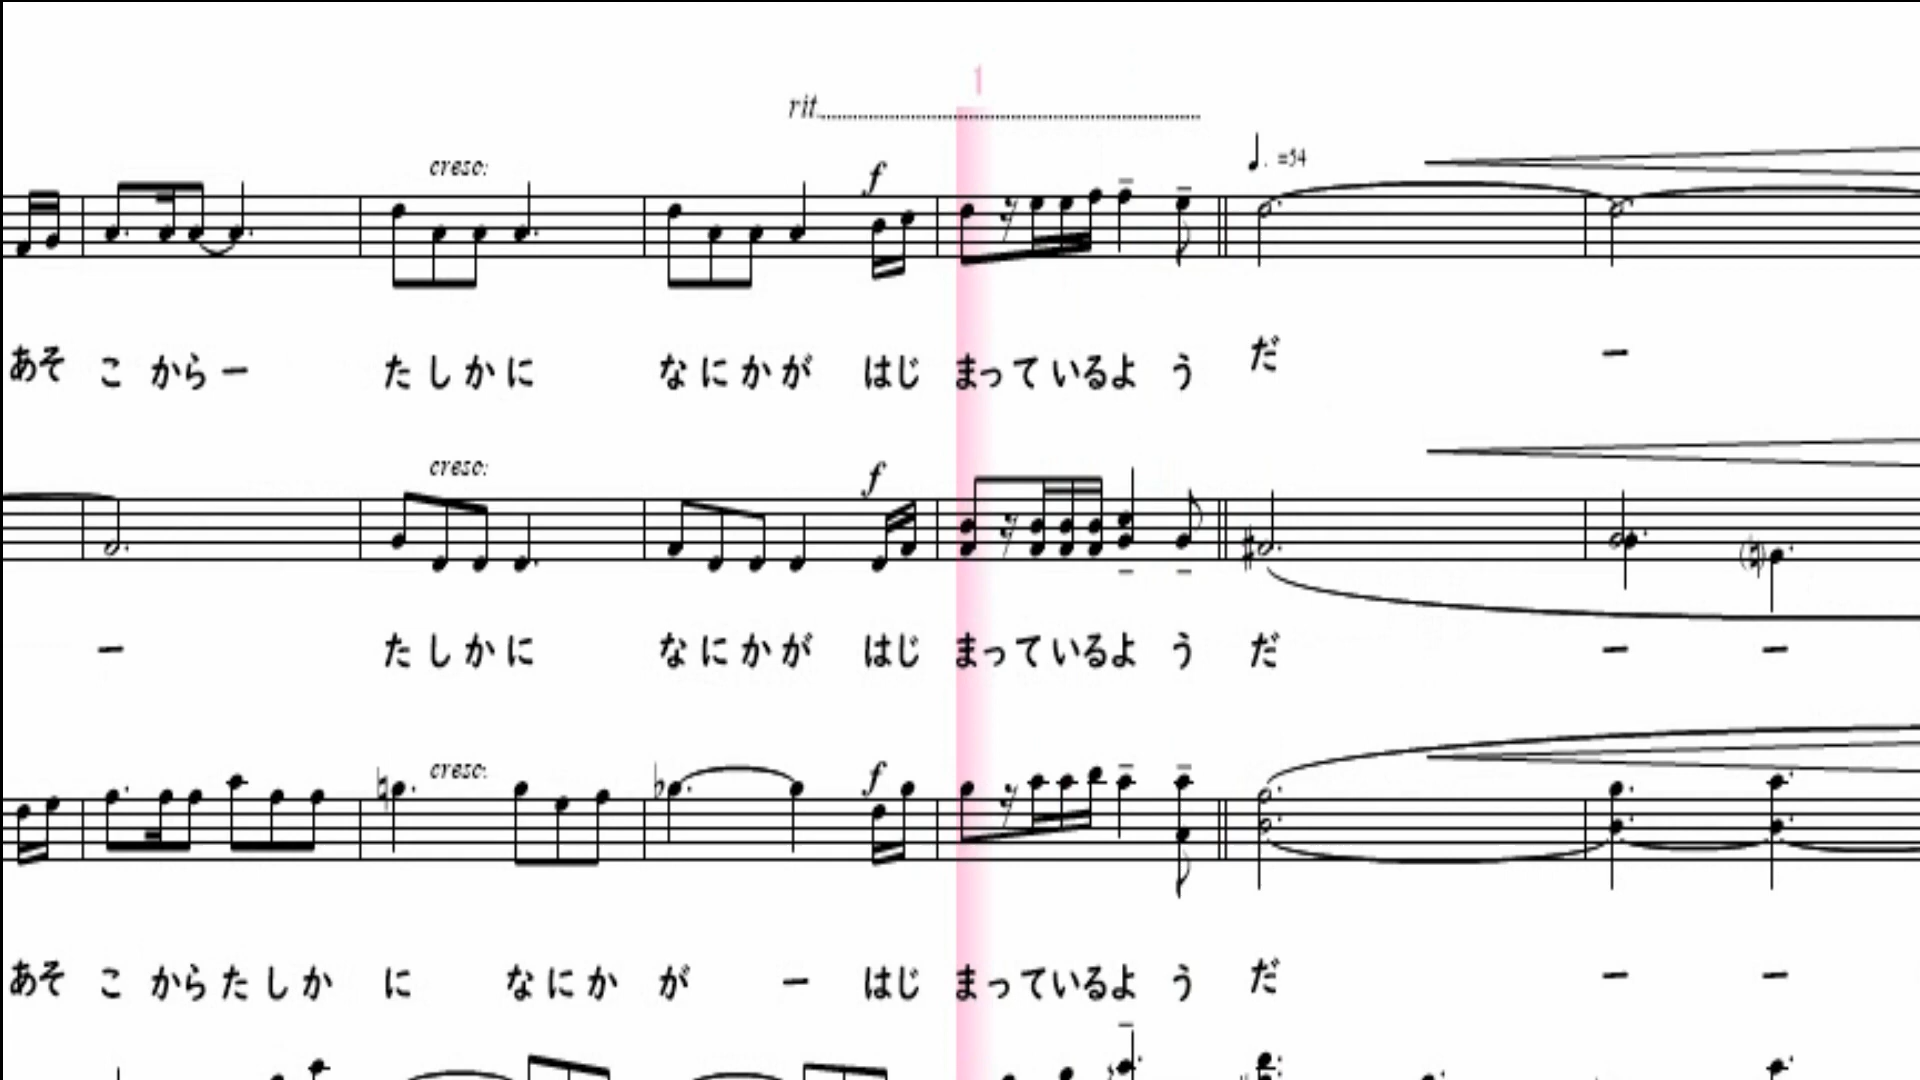 1
rit.
cresc.
f
♩. =54
あそ こ から ー た し か に な に か が はじ まって いるよ う だ ー
cresc.
f
ー た し か に な に か が はじ まって いるよ う だ ー ー
cresc.
f
あそ こ から た し か に な に か が ー はじ まっているよ う だ ー ー